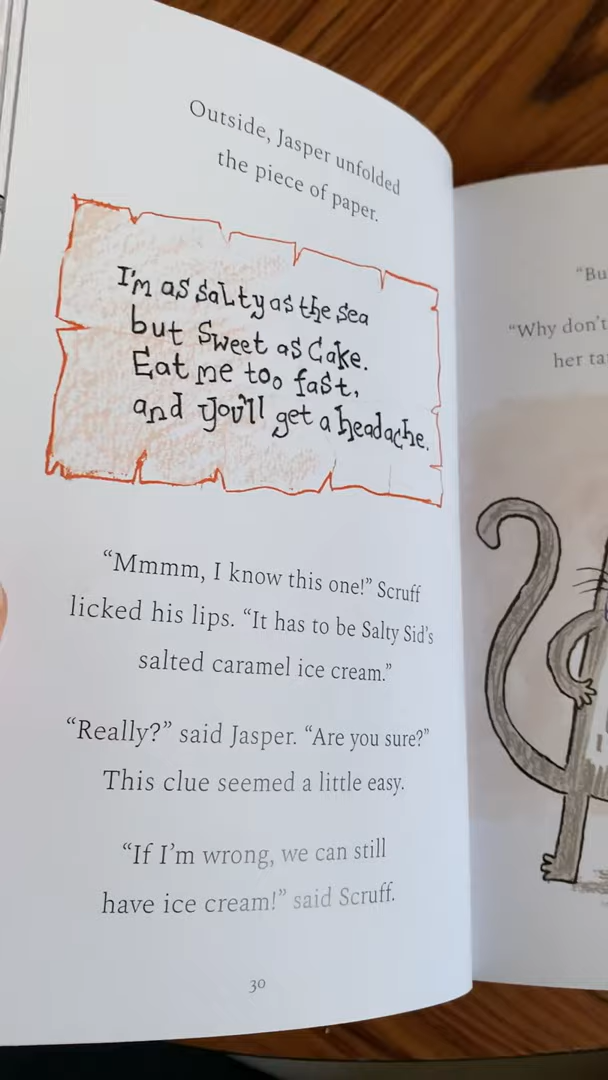 Outside, Jasper unfolded
the piece of paper.
I'm as salty as the sea
but sweet as cake.
Eat me too fast,
and you'll get a headache.
“Mmmm, I know this one!” Scruff
licked his lips. “It has to be Salty Sid's
salted caramel ice cream.”
“Really?” said Jasper. “Are you sure?”
This clue seemed a little easy.
“If I'm wrong, we can still
have ice cream!” said Scruff.
30
“Why don't
her